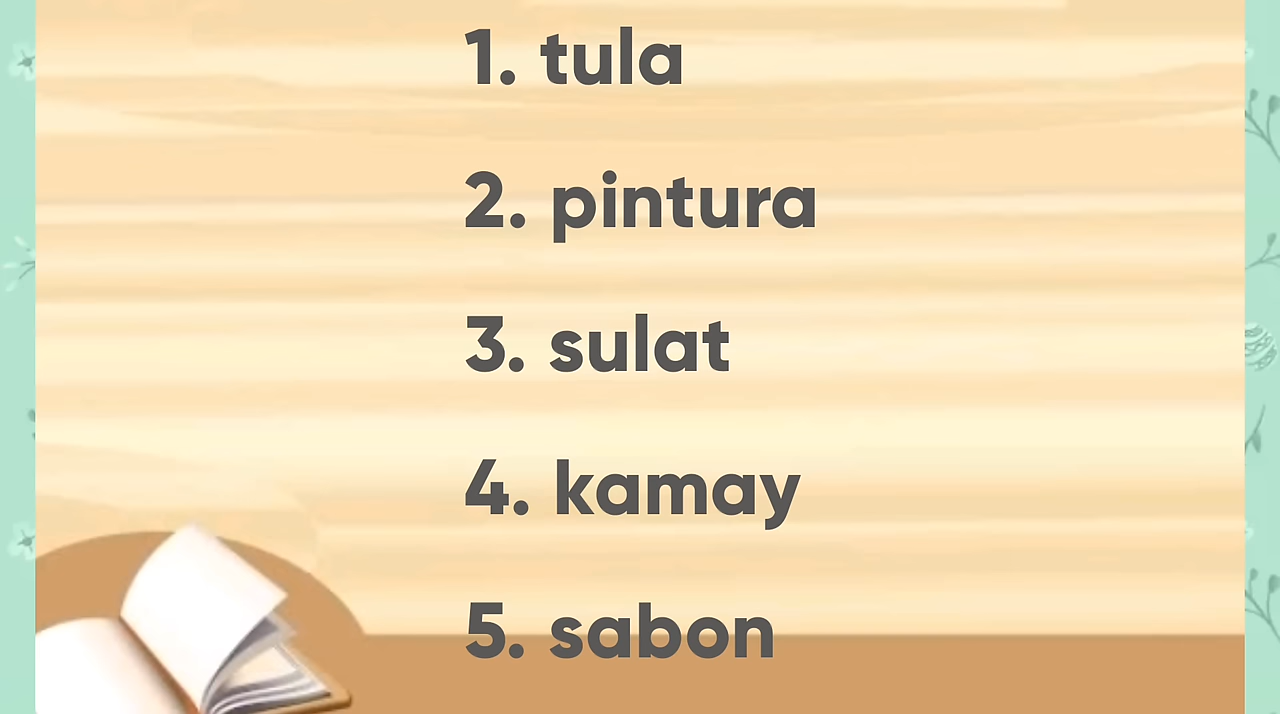 1. tula
2. pintura
3. sulat
4. kamay
5. sabon